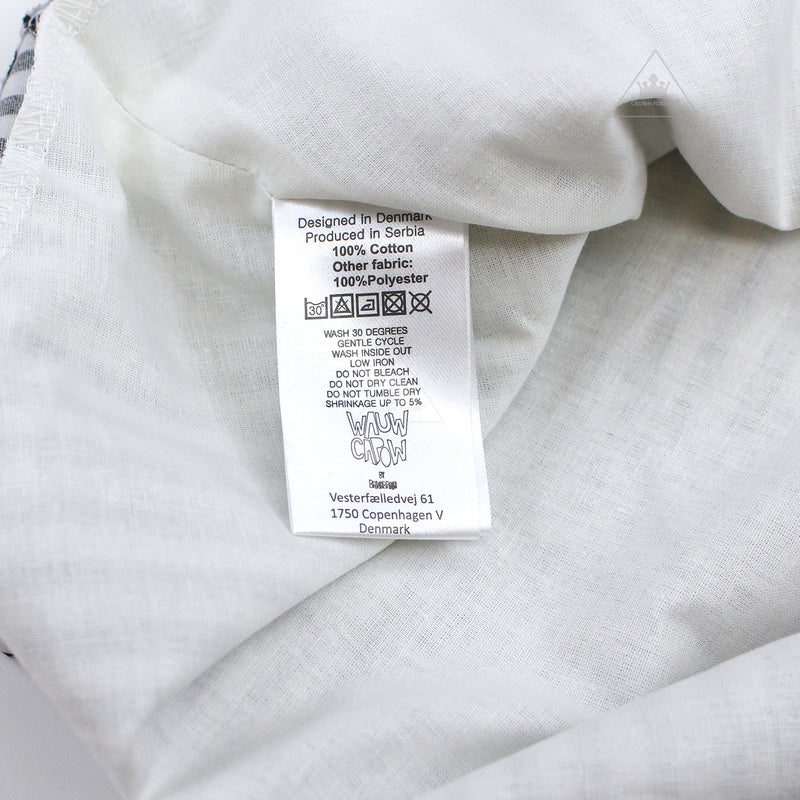 CROWN FOREVER
Designed in Denmark
Produced in Serbia
100% Cotton
Other fabric:
100%Polyester
30°
WASH 30 DEGREES
GENTLE CYCLE
WASH INSIDE OUT
LOW IRON
DO NOT BLEACH
DO NOT DRY CLEAN
DO NOT TUMBLE DRY
SHRINKAGE UP TO 5%
WAUW
CAPOW
BY
Vesterfælledvej 61
1750 Copenhagen V
Denmark